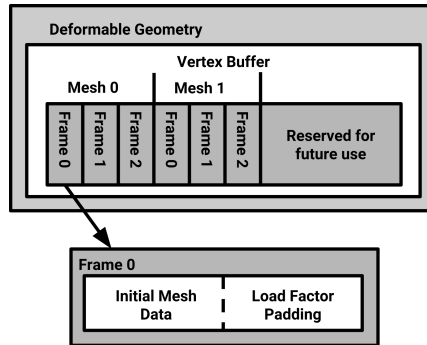 Deformable Geometry
Vertex Buffer
Mesh 0
Mesh 1
Frame 0
Frame 1
Frame 2
Frame 0
Frame 1
Frame 2
Reserved for
future use
Frame 0
Initial Mesh
Data
Load Factor
Padding